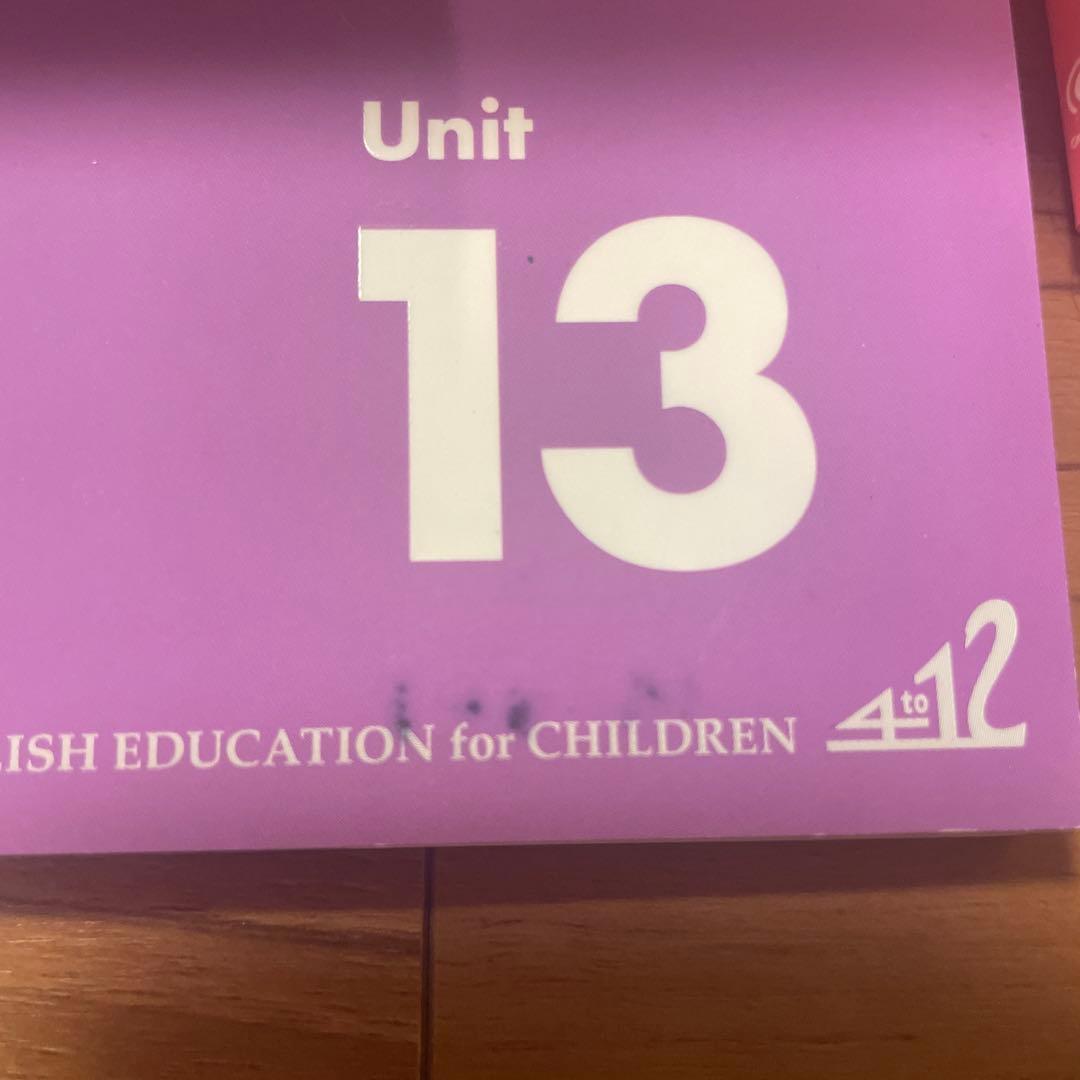 Unit
13
LISH EDUCATION for CHILDREN 4 to 12